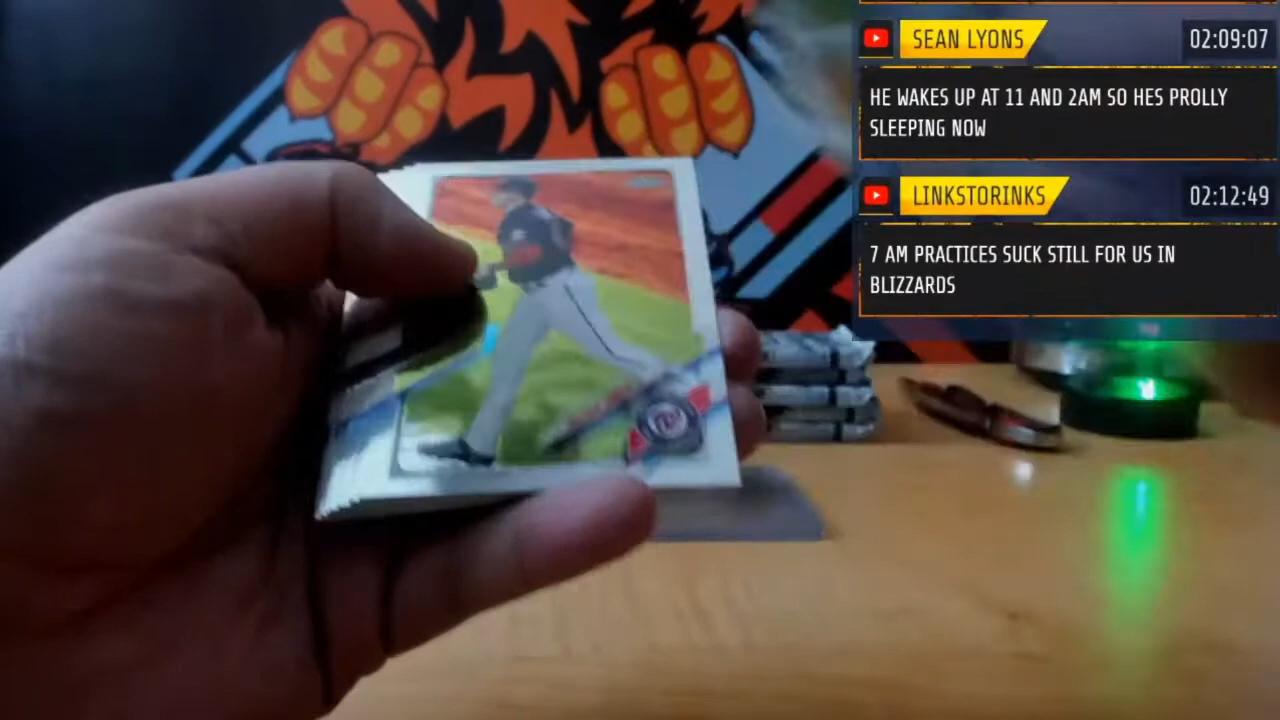 SEAN LYONS
02:09:07
HE WAKES UP AT 11 AND 2AM SO HES PROLLY
SLEEPING NOW
LINKSTORINKS
02:12:49
7 AM PRACTICES SUCK STILL FOR US IN
BLIZZARDS